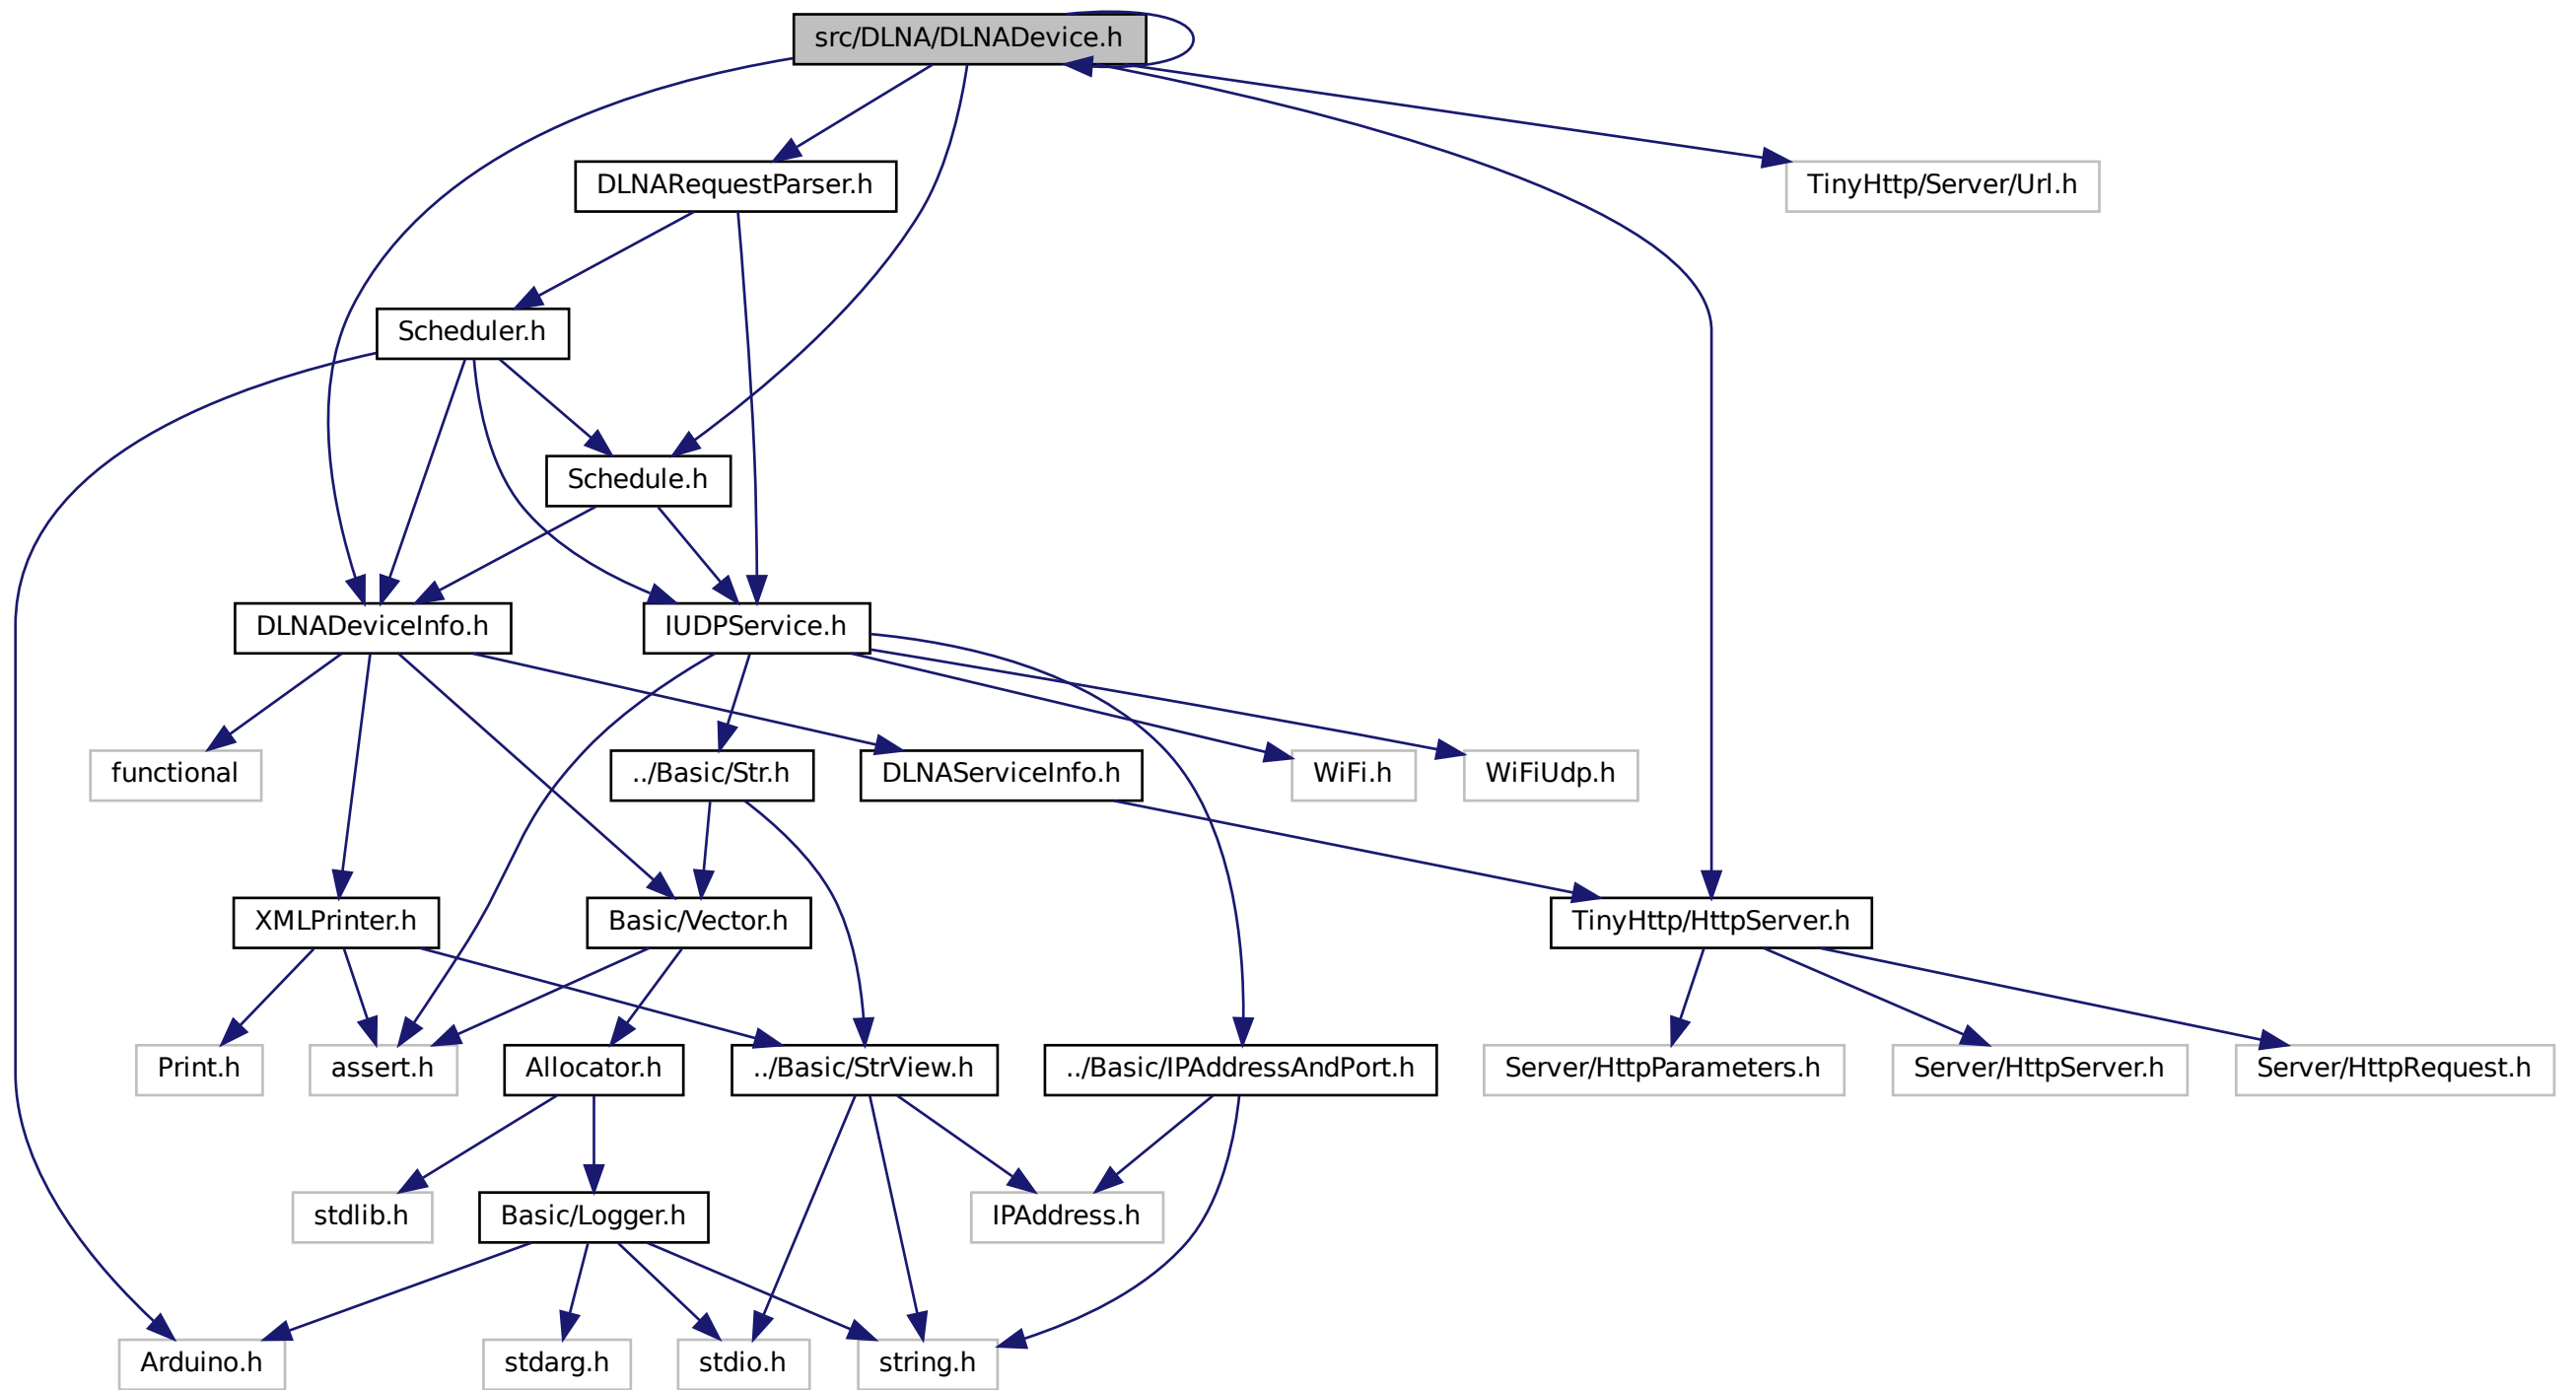 src/DLNA/DLNADevice.h
DLNARequestParser.h
TinyHttp/Server/Url.h
Scheduler.h
Schedule.h
DLNADeviceInfo.h
IUDPService.h
functional
../Basic/Str.h
DLNAServiceInfo.h
WiFi.h
WiFiUdp.h
XMLPrinter.h
Basic/Vector.h
TinyHttp/HttpServer.h
Print.h
assert.h
Allocator.h
../Basic/StrView.h
../Basic/IPAddressAndPort.h
Server/HttpParameters.h
Server/HttpServer.h
Server/HttpRequest.h
stdlib.h
Basic/Logger.h
IPAddress.h
Arduino.h
stdarg.h
stdio.h
string.h